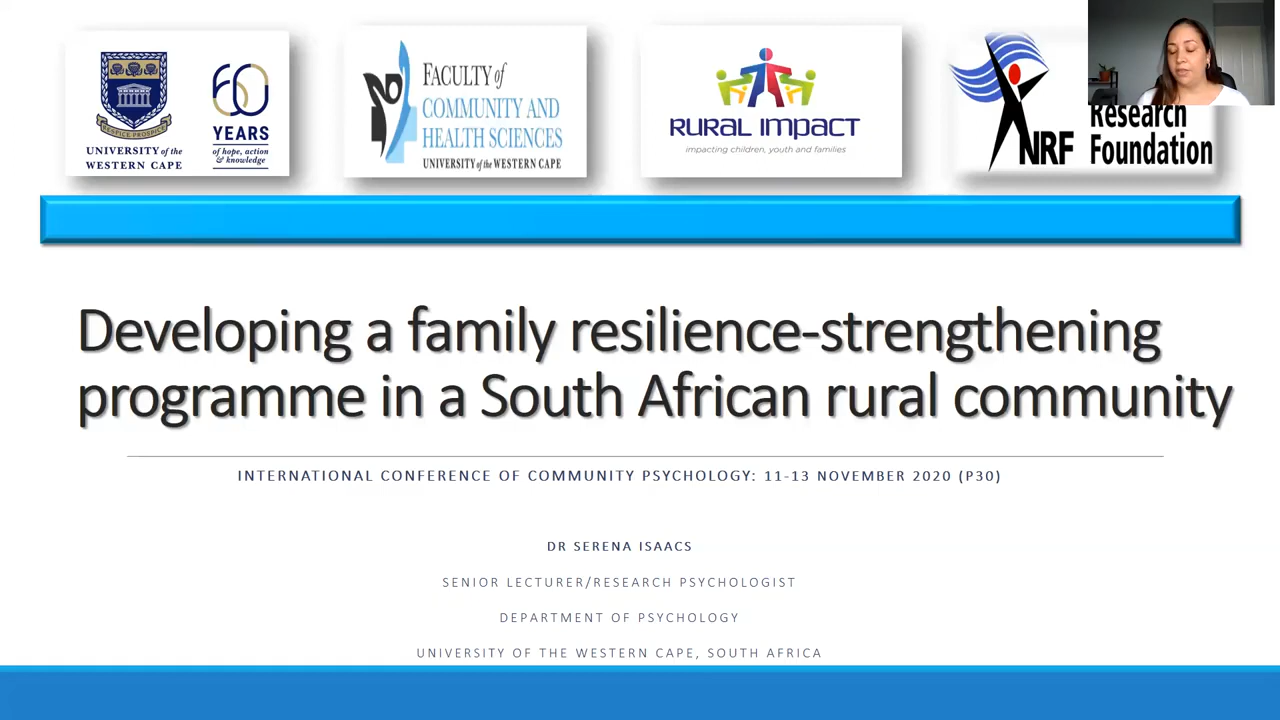 60
YEARS
of hope, action
& knowledge
RESPICE PROSPICE
UNIVERSITY of the
WESTERN CAPE
FACULTY of
COMMUNITY AND
HEALTH SCIENCES
UNIVERSITY of the WESTERN CAPE
RURAL IMPACT
impacting children, youth and families
NRF
Research
Foundation
Developing a family resilience-strengthening
programme in a South African rural community
INTERNATIONAL CONFERENCE OF COMMUNITY PSYCHOLOGY: 11-13 NOVEMBER 2020 (P30)
DR SERENA ISAACS
SENIOR LECTURER/RESEARCH PSYCHOLOGIST
DEPARTMENT OF PSYCHOLOGY
UNIVERSITY OF THE WESTERN CAPE, SOUTH AFRICA